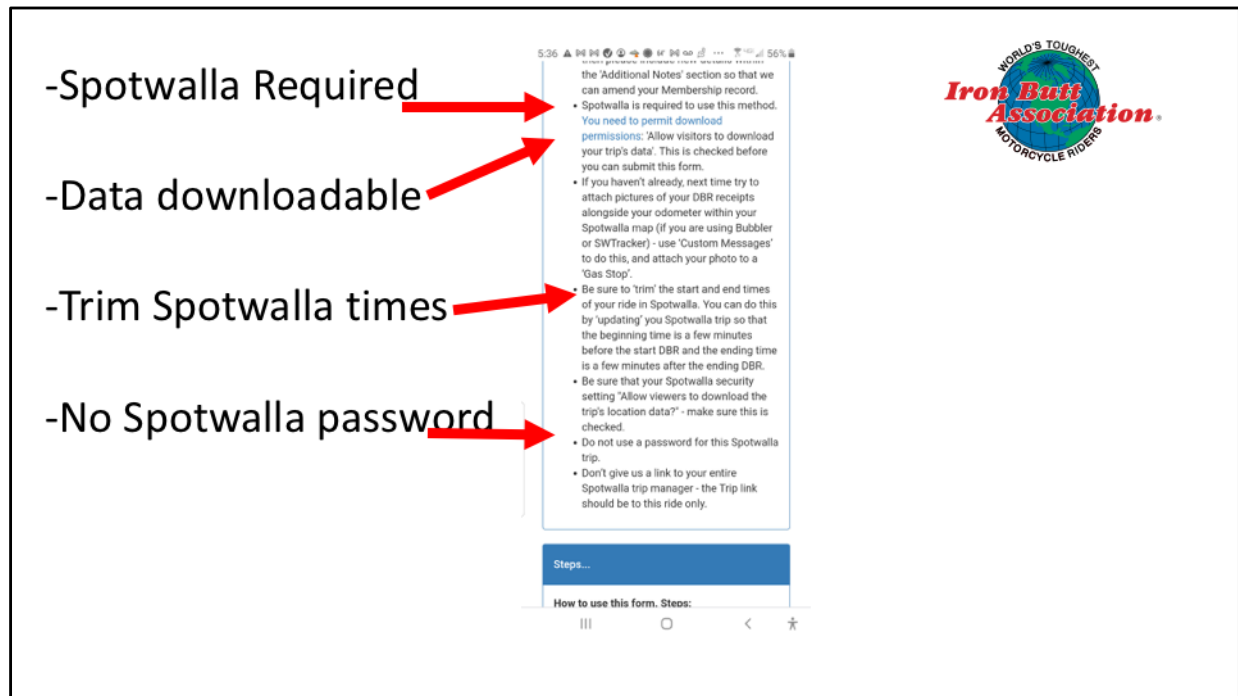 -Spotwalla Required
-Data downloadable
-Trim Spotwalla times
-No Spotwalla password
5:36
56%
then please include new details within
the 'Additional Notes' section so that we
can amend your Membership record.
• Spotwalla is required to use this method.
You need to permit download
permissions: 'Allow visitors to download
your trip's data'. This is checked before
you can submit this form.
• If you haven't already, next time try to
attach pictures of your DBR receipts
alongside your odometer within your
Spotwalla map (if you are using Bubbler
or SWTracker) - use 'Custom Messages'
to do this, and attach your photo to a
'Gas Stop'.
• Be sure to 'trim' the start and end times
of your ride in Spotwalla. You can do this
by 'updating' you Spotwalla trip so that
the beginning time is a few minutes
before the start DBR and the ending time
is a few minutes after the ending DBR.
• Be sure that your Spotwalla security
setting "Allow viewers to download the
trip's location data?" - make sure this is
checked.
• Do not use a password for this Spotwalla
trip.
• Don't give us a link to your entire
Spotwalla trip manager - the Trip link
should be to this ride only.
Steps...
How to use this form. Steps:
WORLD'S TOUGHEST
Iron Butt
Association®
MOTORCYCLE RIDERS